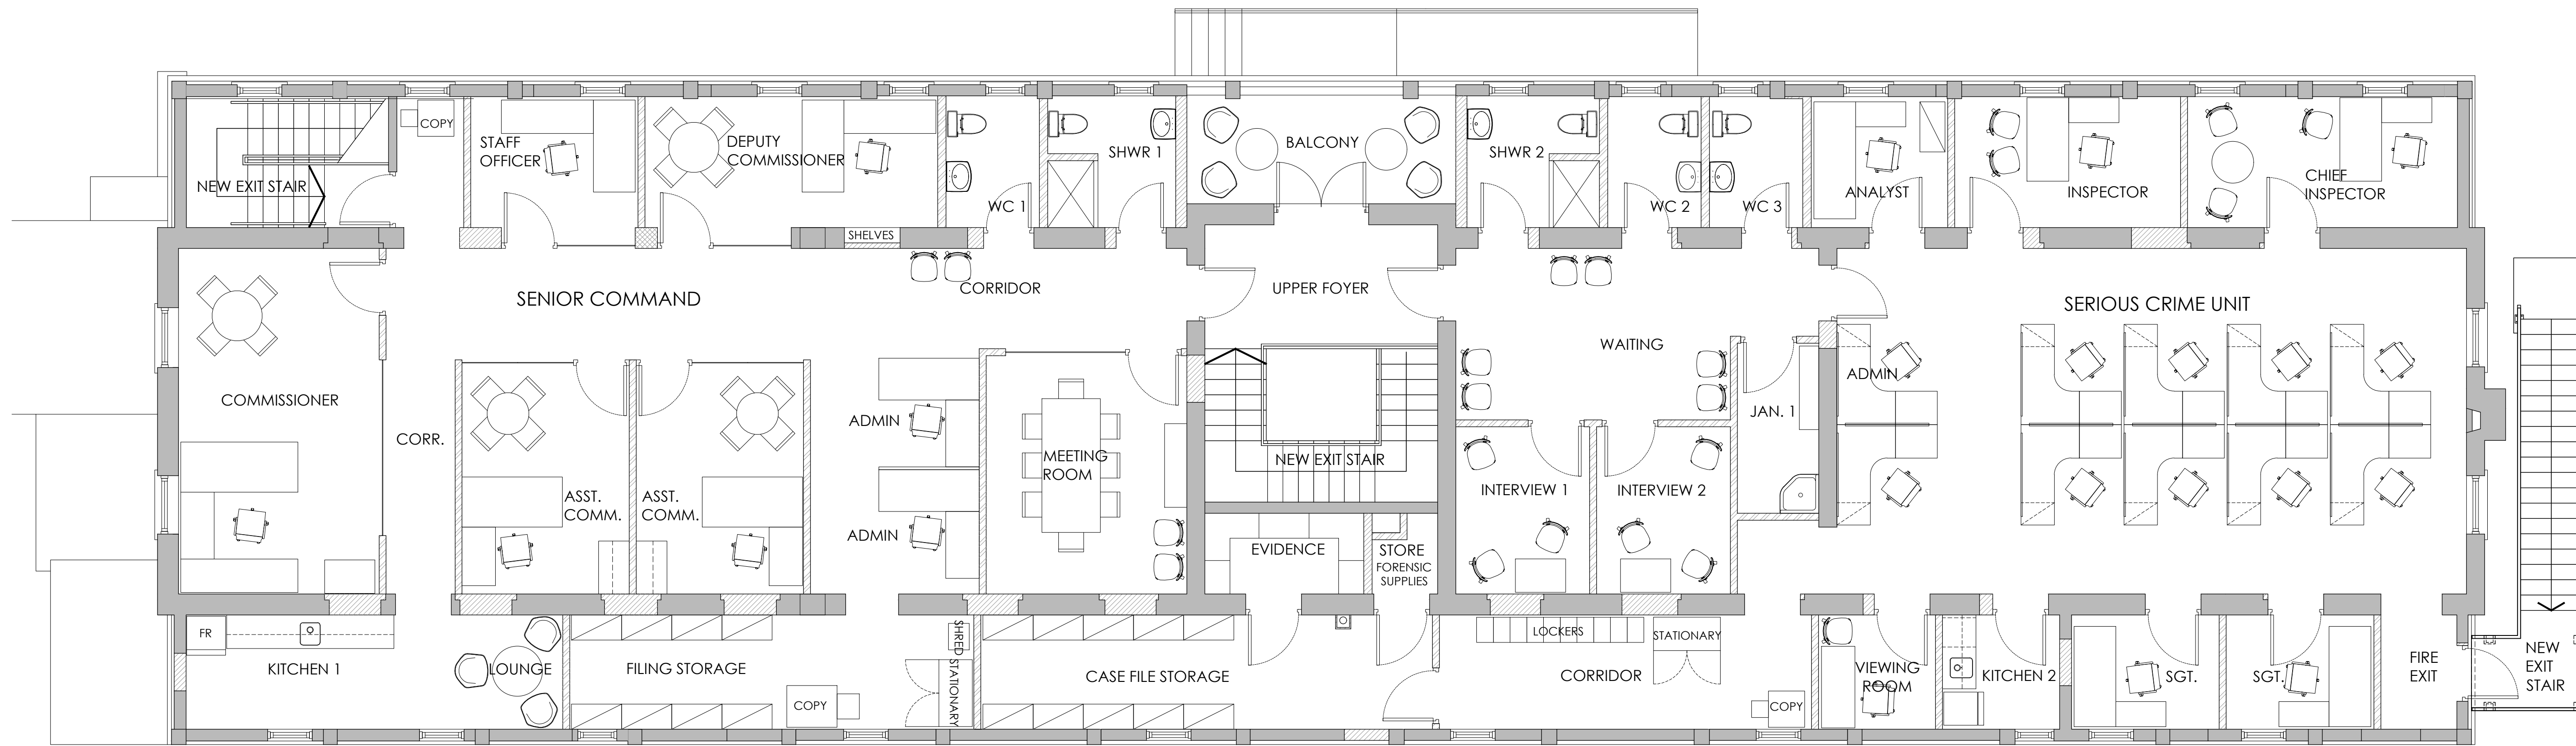 COPY
STAFF
OFFICER
DEPUTY
COMMISSIONER
SHWR 1
BALCONY
SHWR 2
NEW EXIT STAIR
WC 1
WC 2
WC 3
ANALYST
INSPECTOR
CHIEF
INSPECTOR
SHELVES
SENIOR COMMAND
CORRIDOR
UPPER FOYER
SERIOUS CRIME UNIT
WAITING
ADMIN
COMMISSIONER
CORR.
ADMIN
JAN. 1
MEETING
ROOM
NEW EXIT STAIR
INTERVIEW 1
INTERVIEW 2
ASST.
COMM.
ASST.
COMM.
ADMIN
EVIDENCE
STORE
FORENSIC
SUPPLIES
FR
KITCHEN 1
LOUNGE
FILING STORAGE
COPY
SHRED
STATIONARY
CASE FILE STORAGE
LOCKERS
STATIONARY
CORRIDOR
COPY
VIEWING
ROOM
KITCHEN 2
SGT.
SGT.
FIRE
EXIT
NEW
EXIT
STAIR